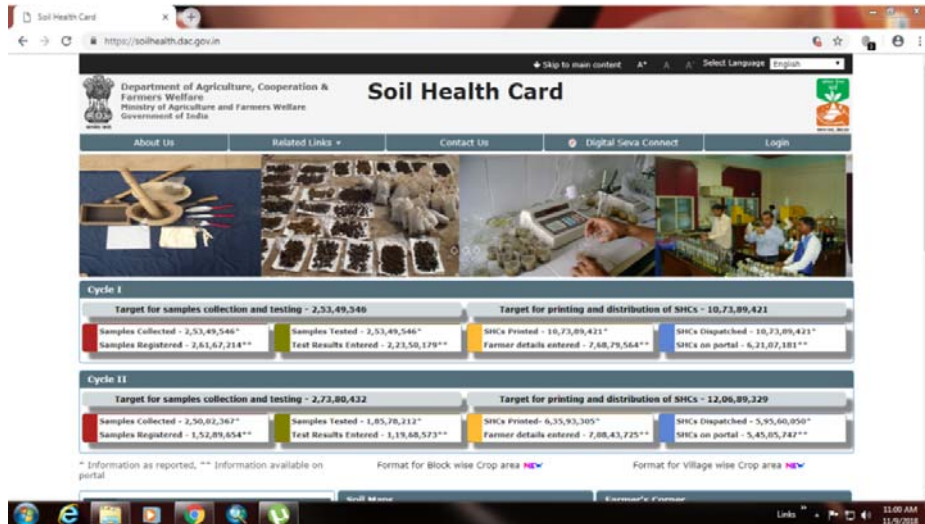 Soil Health Card
https://soilhealth.dac.gov.in
Skip to main content A+ A A- Select Language English
Department of Agriculture, Cooperation &
Farmers Welfare
Ministry of Agriculture and Farmers Welfare
Government of India
Soil Health Card
About Us Related Links Contact Us Digital Seva Connect Login
Cycle I
Target for samples collection and testing - 2,53,49,546 Target for printing and distribution of SHCs - 10,73,89,421
Samples Collected - 2,53,49,546* Samples Tested - 2,53,49,546* SHCs Printed - 10,73,89,421* SHCs Dispatched - 10,73,89,421*
Samples Registered - 2,61,67,214** Test Results Entered - 2,23,50,179** Farmer details entered - 7,68,79,564** SHCs on portal - 6,21,07,181**
Cycle II
Target for samples collection and testing - 2,73,80,432 Target for printing and distribution of SHCs - 12,06,89,329
Samples Collected - 2,50,02,367* Samples Tested - 1,85,70,212* SHCs Printed- 6,35,93,305* SHCs Dispatched - 5,95,60,050*
Samples Registered - 1,52,89,654** Test Results Entered - 1,19,68,573** Farmer details entered - 7,08,43,725** SHCs on portal - 5,45,05,747**
* Information as reported, ** Information available on
portal
Format for Block wise Crop area NEW Format for Village wise Crop area NEW
Soil Maps Farmer's Corner
Links
11:00 AM
11/9/2018